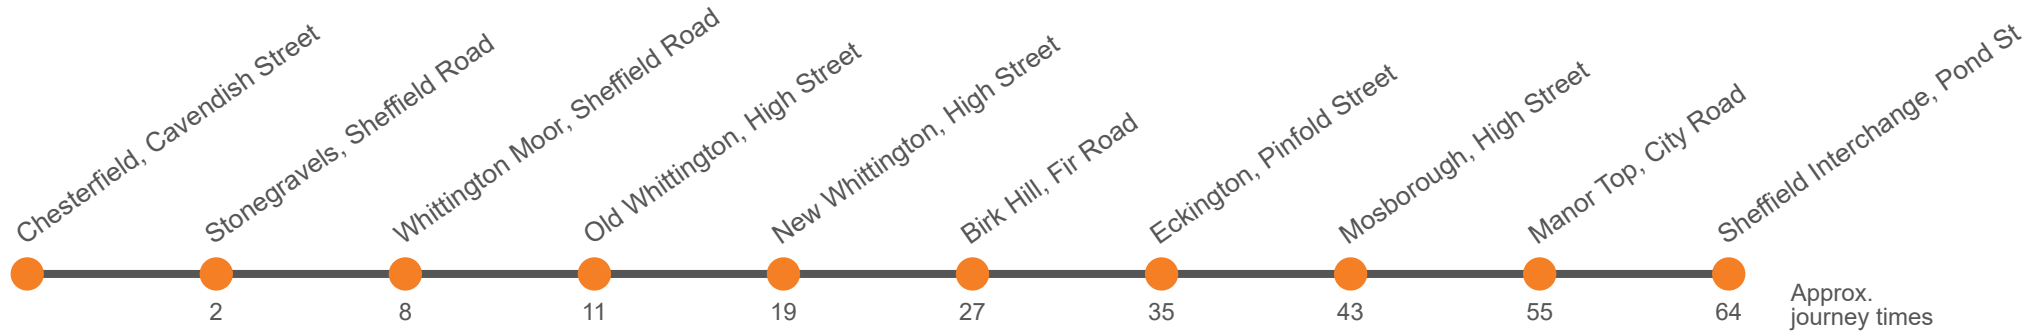 Chesterfield, Cavendish Street
Stonegravels, Sheffield Road
Whittington Moor, Sheffield Road
Old Whittington, High Street
New Whittington, High Street
Birk Hill, Fir Road
Eckington, Pinfold Street
Mosborough, High Street
Manor Top, City Road
Sheffield Interchange, Pond St
2
8
11
19
27
35
43
55
64
Approx.
journey times